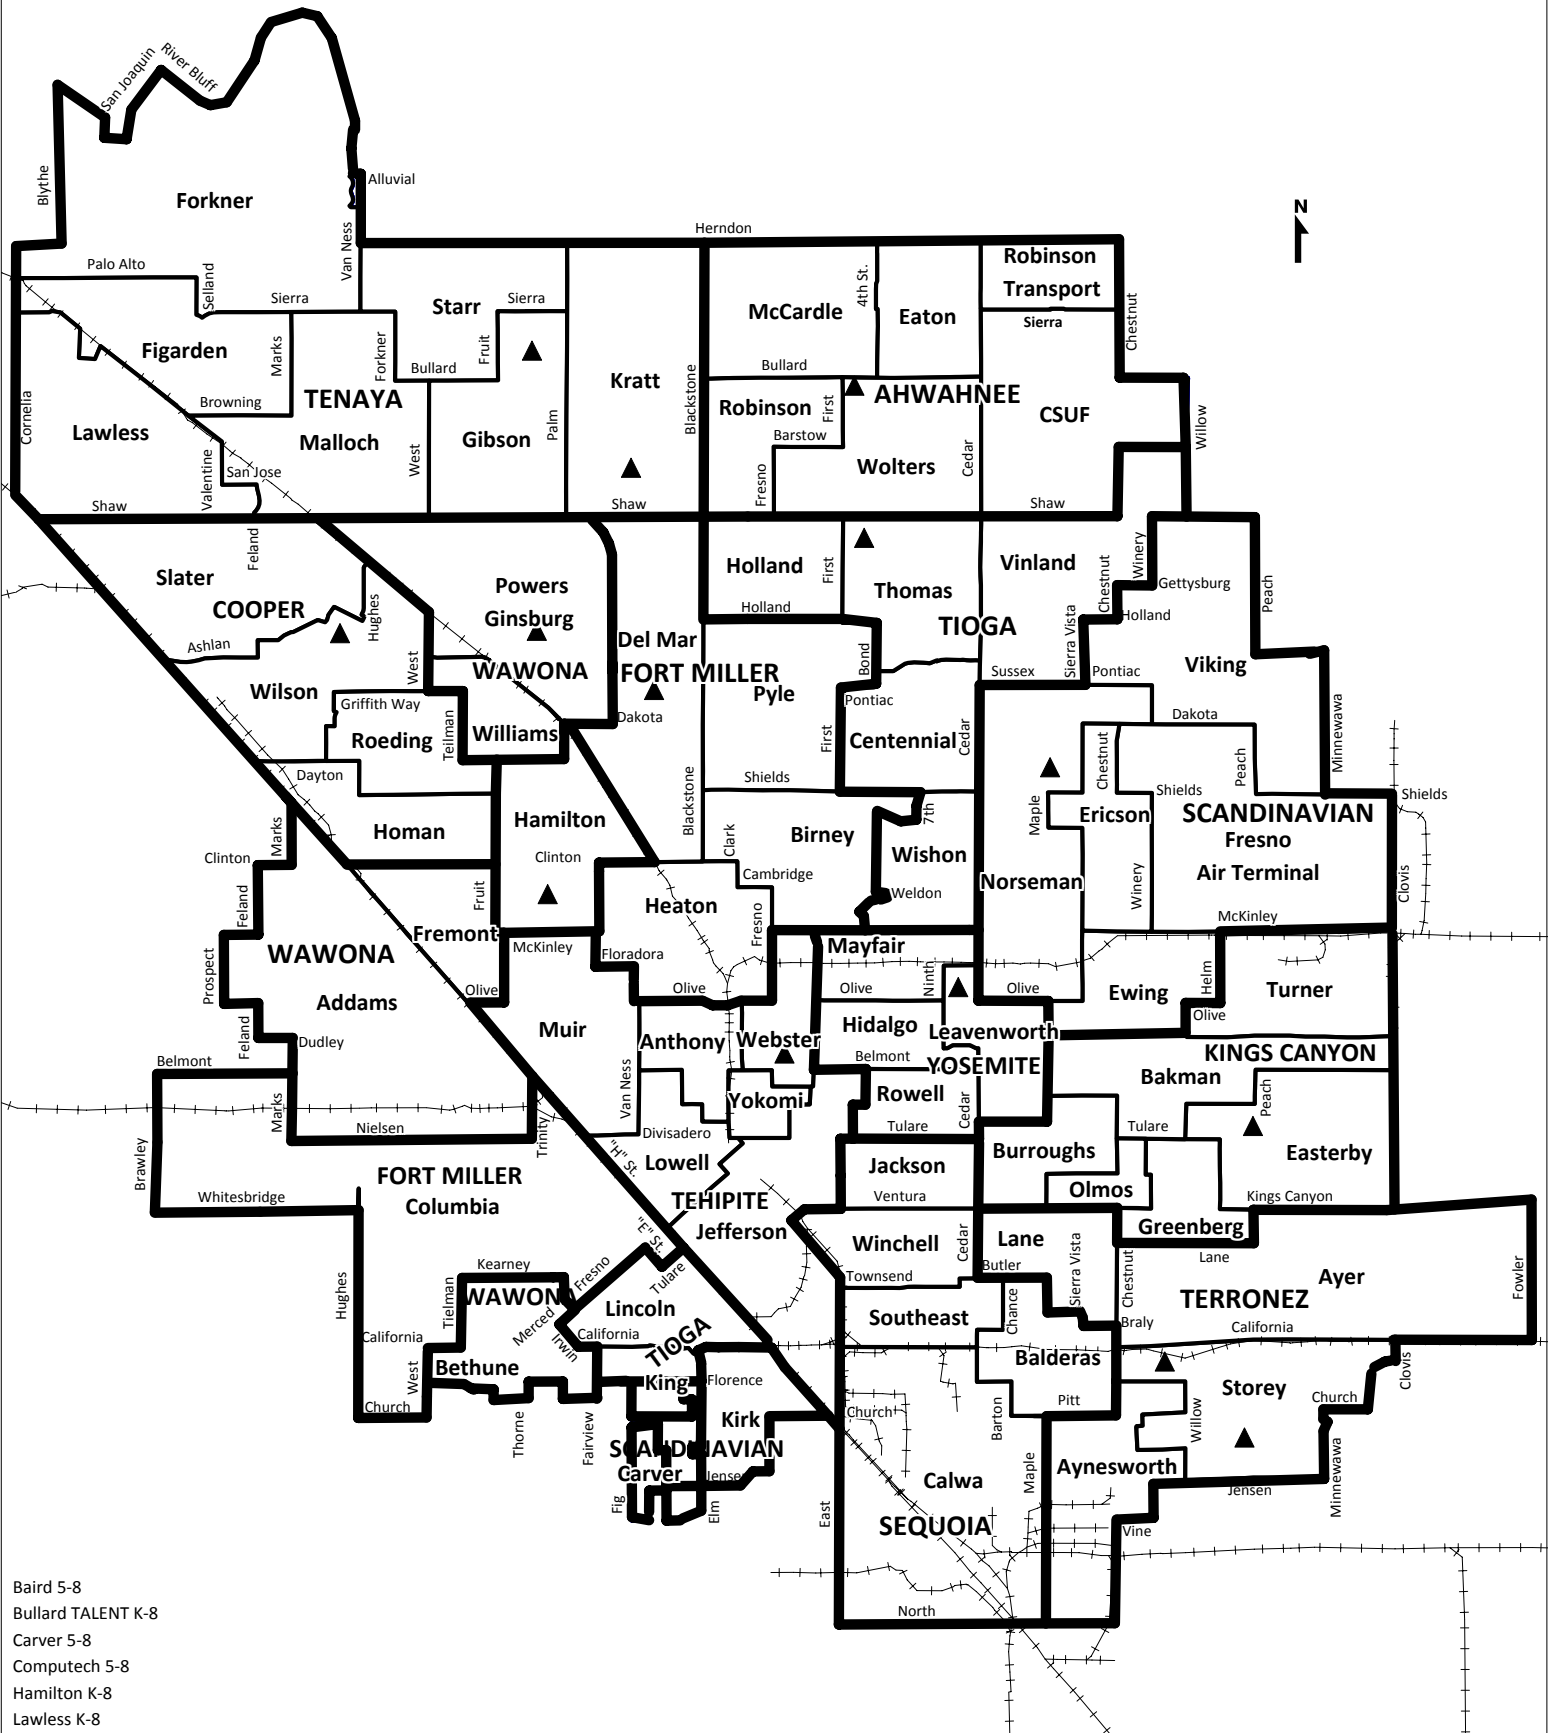 San Joaquin
River Bluff
Blythe
Forkner
Alluvial
N
Van Ness
Herndon
Palo Alto
Selland
Sierra
Starr
Sierra
McCardle
4th St.
Eaton
Robinson
Transport
Sierra
Chestnut
Figarden
Marks
Forkner
Bullard
Fruit
Kratt
Blackstone
Bullard
AHWAHNEE
Cornelia
Browning
TENAYA
Lawless
Malloch
West
Gibson
Palm
Robinson
First
Barstow
CSUF
Willow
Valentine
San Jose
Fresno
Wolters
Cedar
Shaw
Shaw
Shaw
Feland
Slater
COOPER
Hughes
Powers
Ginsburg
Holland
First
Thomas
Vinland
Chestnut
Winery
Gettysburg
Peach
Holland
Holland
Ashlan
West
WAWONA
Del Mar
FORT MILLER
Pyle
Bond
TIOGA
Sussex
Sierra Vista
Pontiac
Viking
Wilson
Griffith Way
Roeding
Teilman
Williams
Dakota
Pontiac
First
Centennial
Cedar
Dakota
Minnewawa
Dayton
Shields
Chestnut
Peach
Shields
Shields
Homan
Hamilton
Blackstone
Clark
Birney
7th
Wishon
Maple
Ericson
SCANDINAVIAN
Fresno
Air Terminal
Marks
Clinton
Clinton
Cambridge
Weldon
Norseman
Winery
Clovis
Feland
Fruit
Heaton
Fresno
McKinley
WAWONA
Fremont
McKinley
Floradora
Mayfair
Prospect
Addams
Olive
Olive
Olive
Ninth
Olive
Ewing
Helm
Olive
Turner
Feland
Dudley
Muir
Anthony
Webster
Hidalgo
Leavenworth
Belmont
Belmont
YOSEMITE
KINGS CANYON
Bakman
Marks
Van Ness
Yokomi
Rowell
Cedar
Peach
Nielsen
Trinity
Divisadero
Tulare
Tulare
Brawley
"H" St.
Lowell
Jackson
Burroughs
Easterby
FORT MILLER
Whitesbridge
Columbia
TEHIPITE
Ventura
Olmos
Kings Canyon
"E" St.
Jefferson
Winchell
Cedar
Lane
Greenberg
Lane
Hughes
Kearney
Fresno
Tulare
Townsend
Butler
Sierra Vista
Chestnut
Ayer
Fowler
WAWONA
Tielman
Merced
Lincoln
Southeast
Chance
Braly
TERRONEZ
California
California
Irwin
California
TIOGA
Bethune
West
King
Florence
Balderas
Storey
Clovis
Church
Thorne
Fairview
Kirk
Church
Barton
Pitt
Willow
Church
SCANDINAVIAN
Carver
Jensen
Calwa
Maple
Aynesworth
Jensen
Minnewawa
Fig
Elm
East
SEQUOIA
Vine
North
Baird 5-8
Bullard TALENT K-8
Carver 5-8
Computech 5-8
Hamilton K-8
Lawless K-8